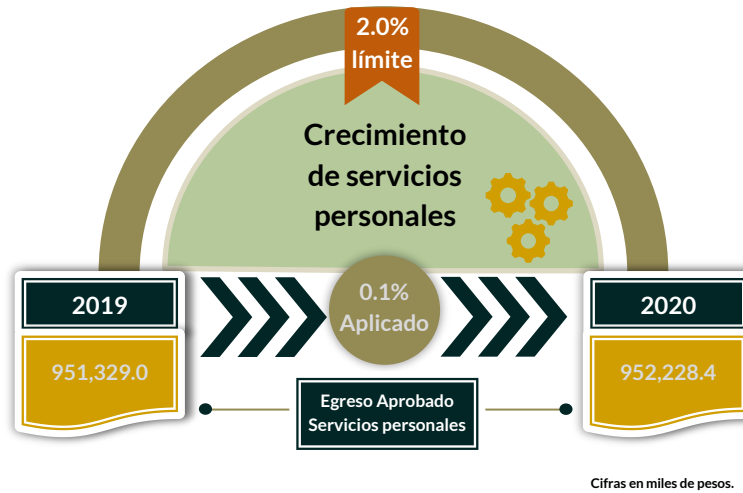 2.0%
límite
Crecimiento
de servicios
personales
2019
0.1%
Aplicado
2020
951,329.0
952,228.4
Egreso Aprobado
Servicios personales
Cifras en miles de pesos.